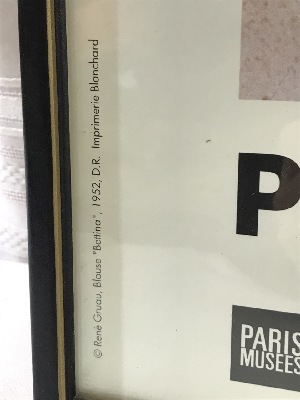 © René Gruau, Blouse "Bettina", 1952, D.R. Imprimerie Blanchard
P
PARIS
MUSEES